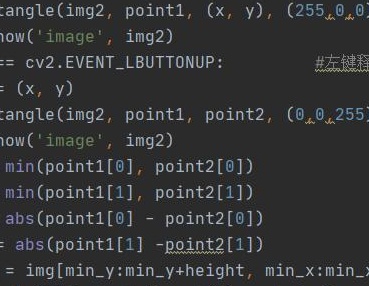 tangle(img2, point1, (x, y), (255,0,0)
how('image', img2)
== cv2.EVENT_LBUTTONUP: #左键释
= (x, y)
tangle(img2, point1, point2, (0,0,255)
how('image', img2)
min(point1[0], point2[0])
min(point1[1], point2[1])
abs(point1[0] - point2[0])
= abs(point1[1] -point2[1])
= img[min_y:min_y+height, min_x:min_x